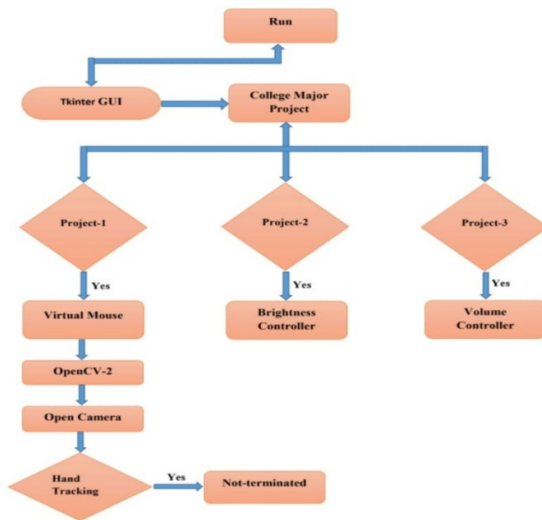 Run
Tkinter GUI
College Major
Project
Project-1
Project-2
Project-3
Yes
Yes
Yes
Virtual Mouse
Brightness
Controller
Volume
Controller
OpenCV-2
Open Camera
Hand
Tracking
Yes
Not-terminated